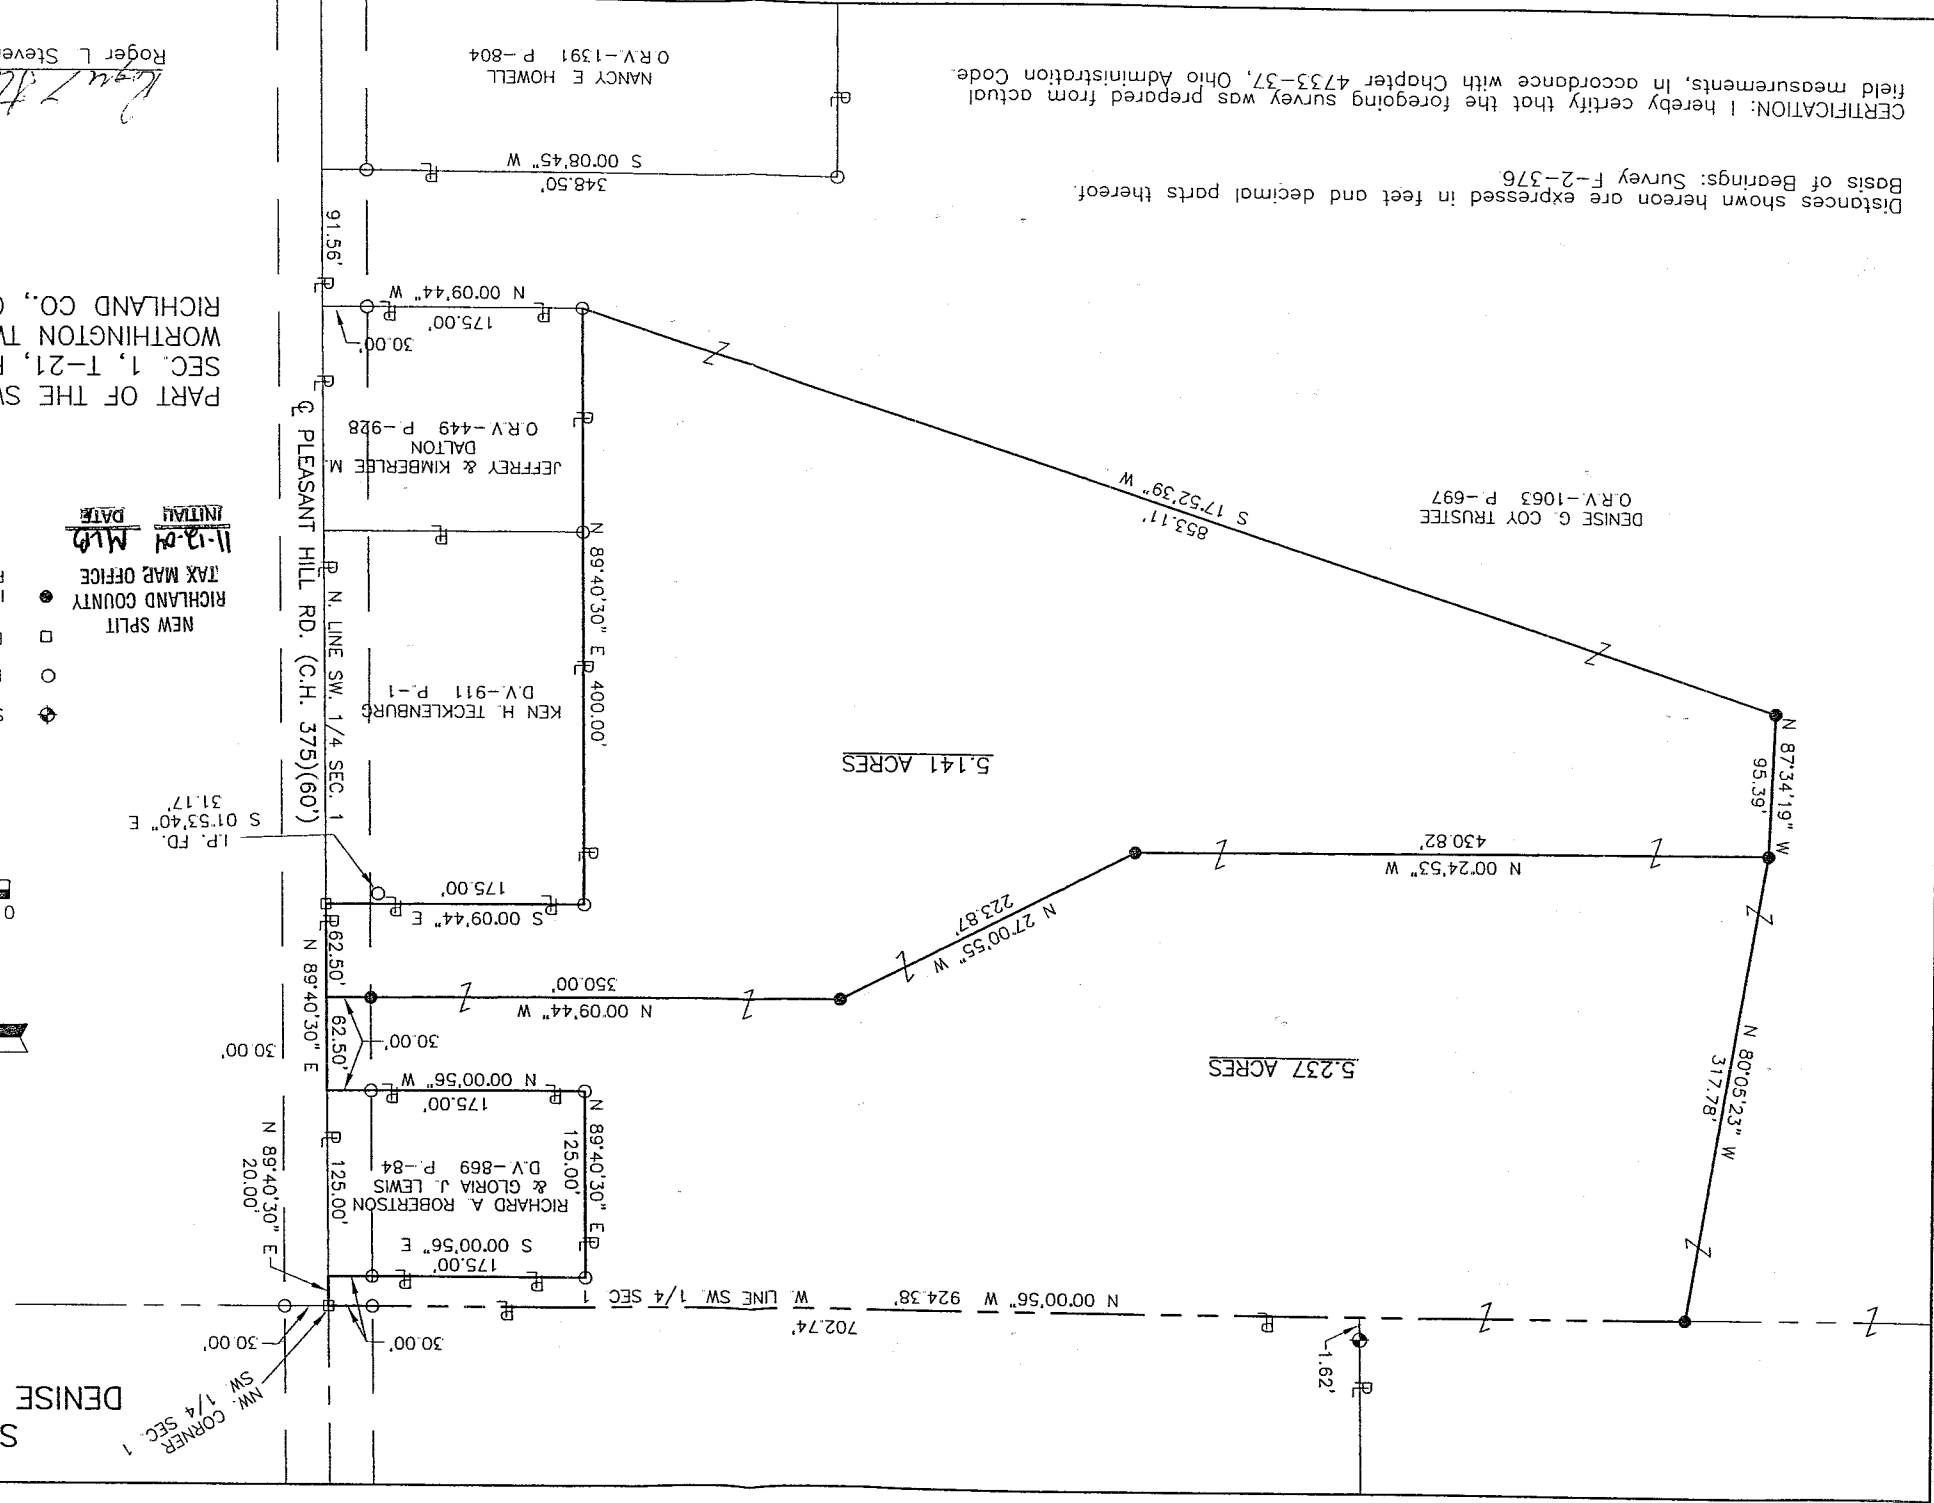 DENISE
NW. CORNER
SW 1/4 SEC. 1
30.00'
30.00'
N 89°40'30" E
20.00'
1.62'
702.74'
N 00°00'56" W 924.38'
W. LINE SW. 1/4 SEC 1
175.00'
S 00°00'56" E
RICHARD A. ROBERTSON
& GLORIA J. LEWIS
D.V.-869 P.-84
125.00'
N 89°40'30" E
125.00'
175.00'
N 00°00'56" W
5.237 ACRES
N 80°05'23" W
317.78'
30.00'
30.00'
62.50'
62.50'
N 89°40'30" E
N 00°09'44" W
350.00'
N 27°00'55" W
223.87'
N 00°24'53" W
430.82'
N 87°34'19" W
95.39'
S 00°09'44" E
175.00'
I.P. FD.
S 01°53'40" E
31.17'
5.141 ACRES
KEN H. TECKLENBURG
D.V.-911 P.-1
N 89°40'30" E 400.00'
N. LINE SW. 1/4 SEC. 1
℄ PLEASANT HILL RD. (C.H. 375)(60')
NEW SPLIT
RICHLAND COUNTY
TAX MAP OFFICE
11-12-04 MLB
INITIAL DATE
JEFFREY & KIMBERLEE M.
DALTON
O.R.V.-449 P.-928
S 17°52'39" W
853.11'
DENISE G. COY TRUSTEE
O.R.V.-1063 P-697
PART OF THE SW
SEC. 1, T-21,
WORTHINGTON
RICHLAND CO.,
30.00'
175.00'
N 00°09'44" W
91.56'
348.50'
S 00°08'45" W
NANCY E HOWELL
O.R.V.-1391 P-804
Distances shown hereon are expressed in feet and decimal parts thereof.
Basis of Bearings: Survey F-2-376.
CERTIFICATION: I hereby certify that the foregoing survey was prepared from actual
field measurements, In accordance with Chapter 4733-37, Ohio Administration Code.
Roger L Steve